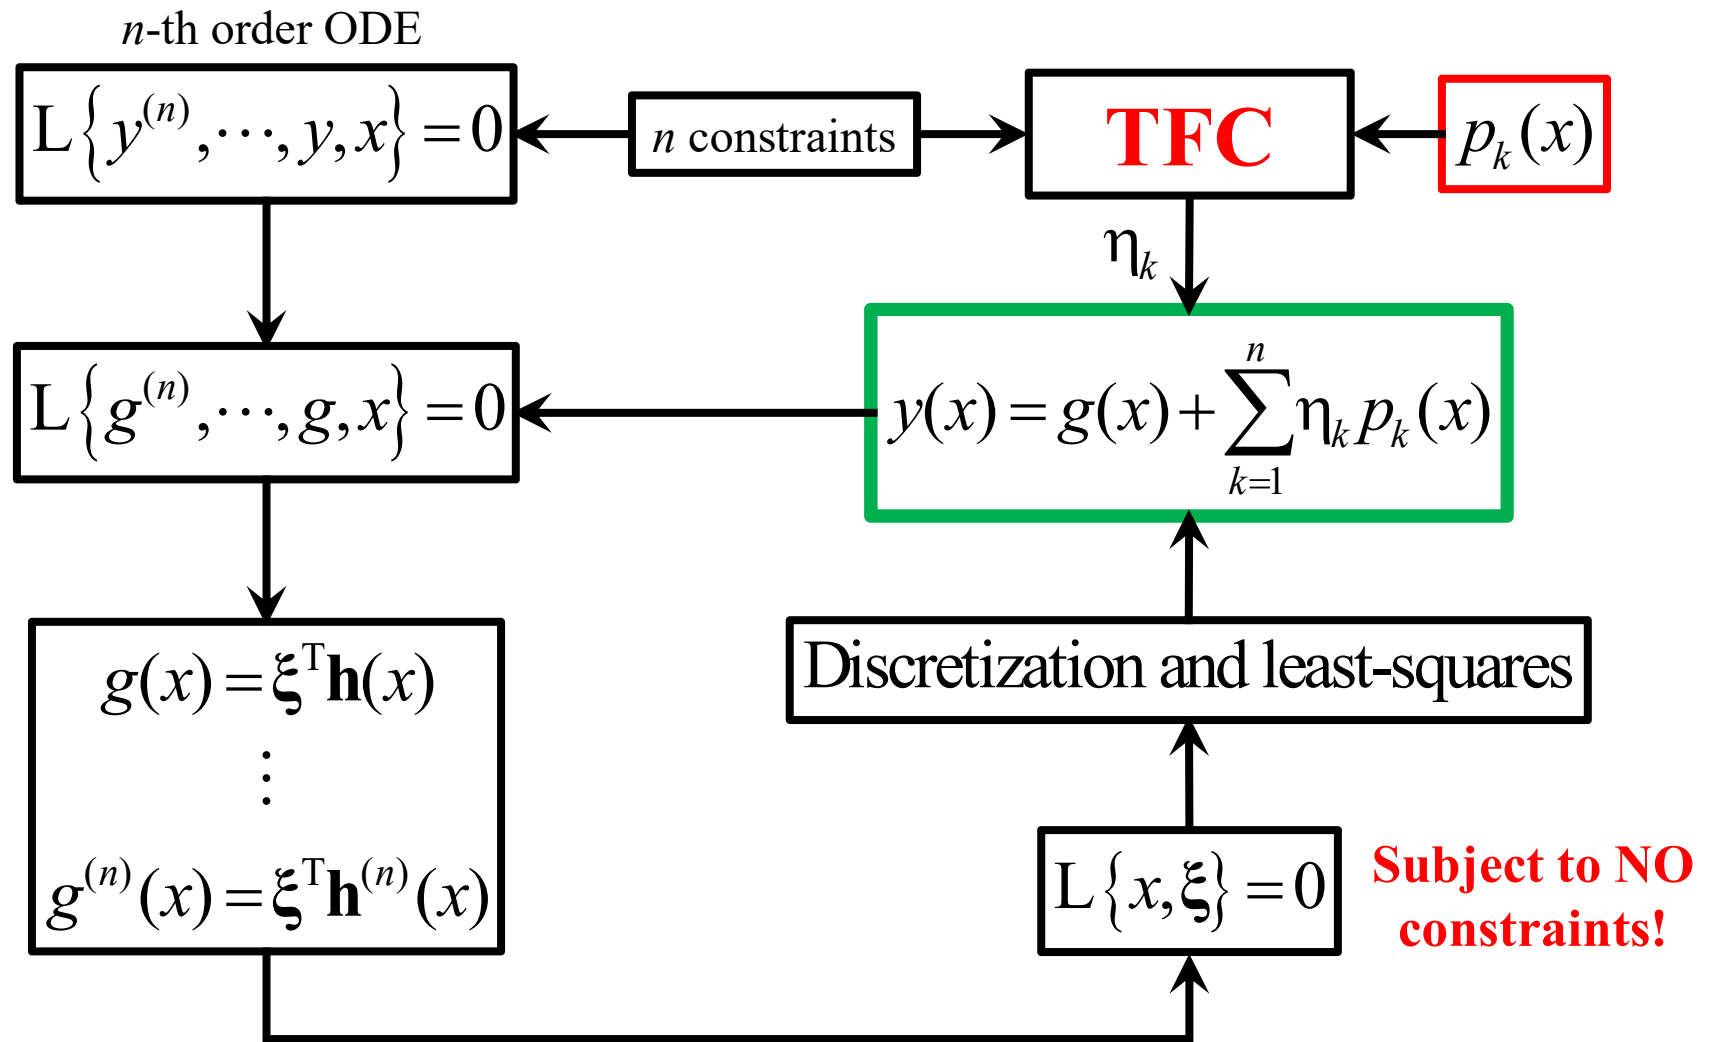 n-th order ODE
L{y^(n), ⋯, y, x} = 0
n constraints
TFC
p_k(x)
η_k
L{g^(n), ⋯, g, x} = 0
y(x) = g(x) + ∑_{k=1}^{n} η_k p_k(x)
g(x) = ξ^T h(x)
⋮
g^(n)(x) = ξ^T h^(n)(x)
Discretization and least-squares
L{x, ξ} = 0
Subject to NO
constraints!